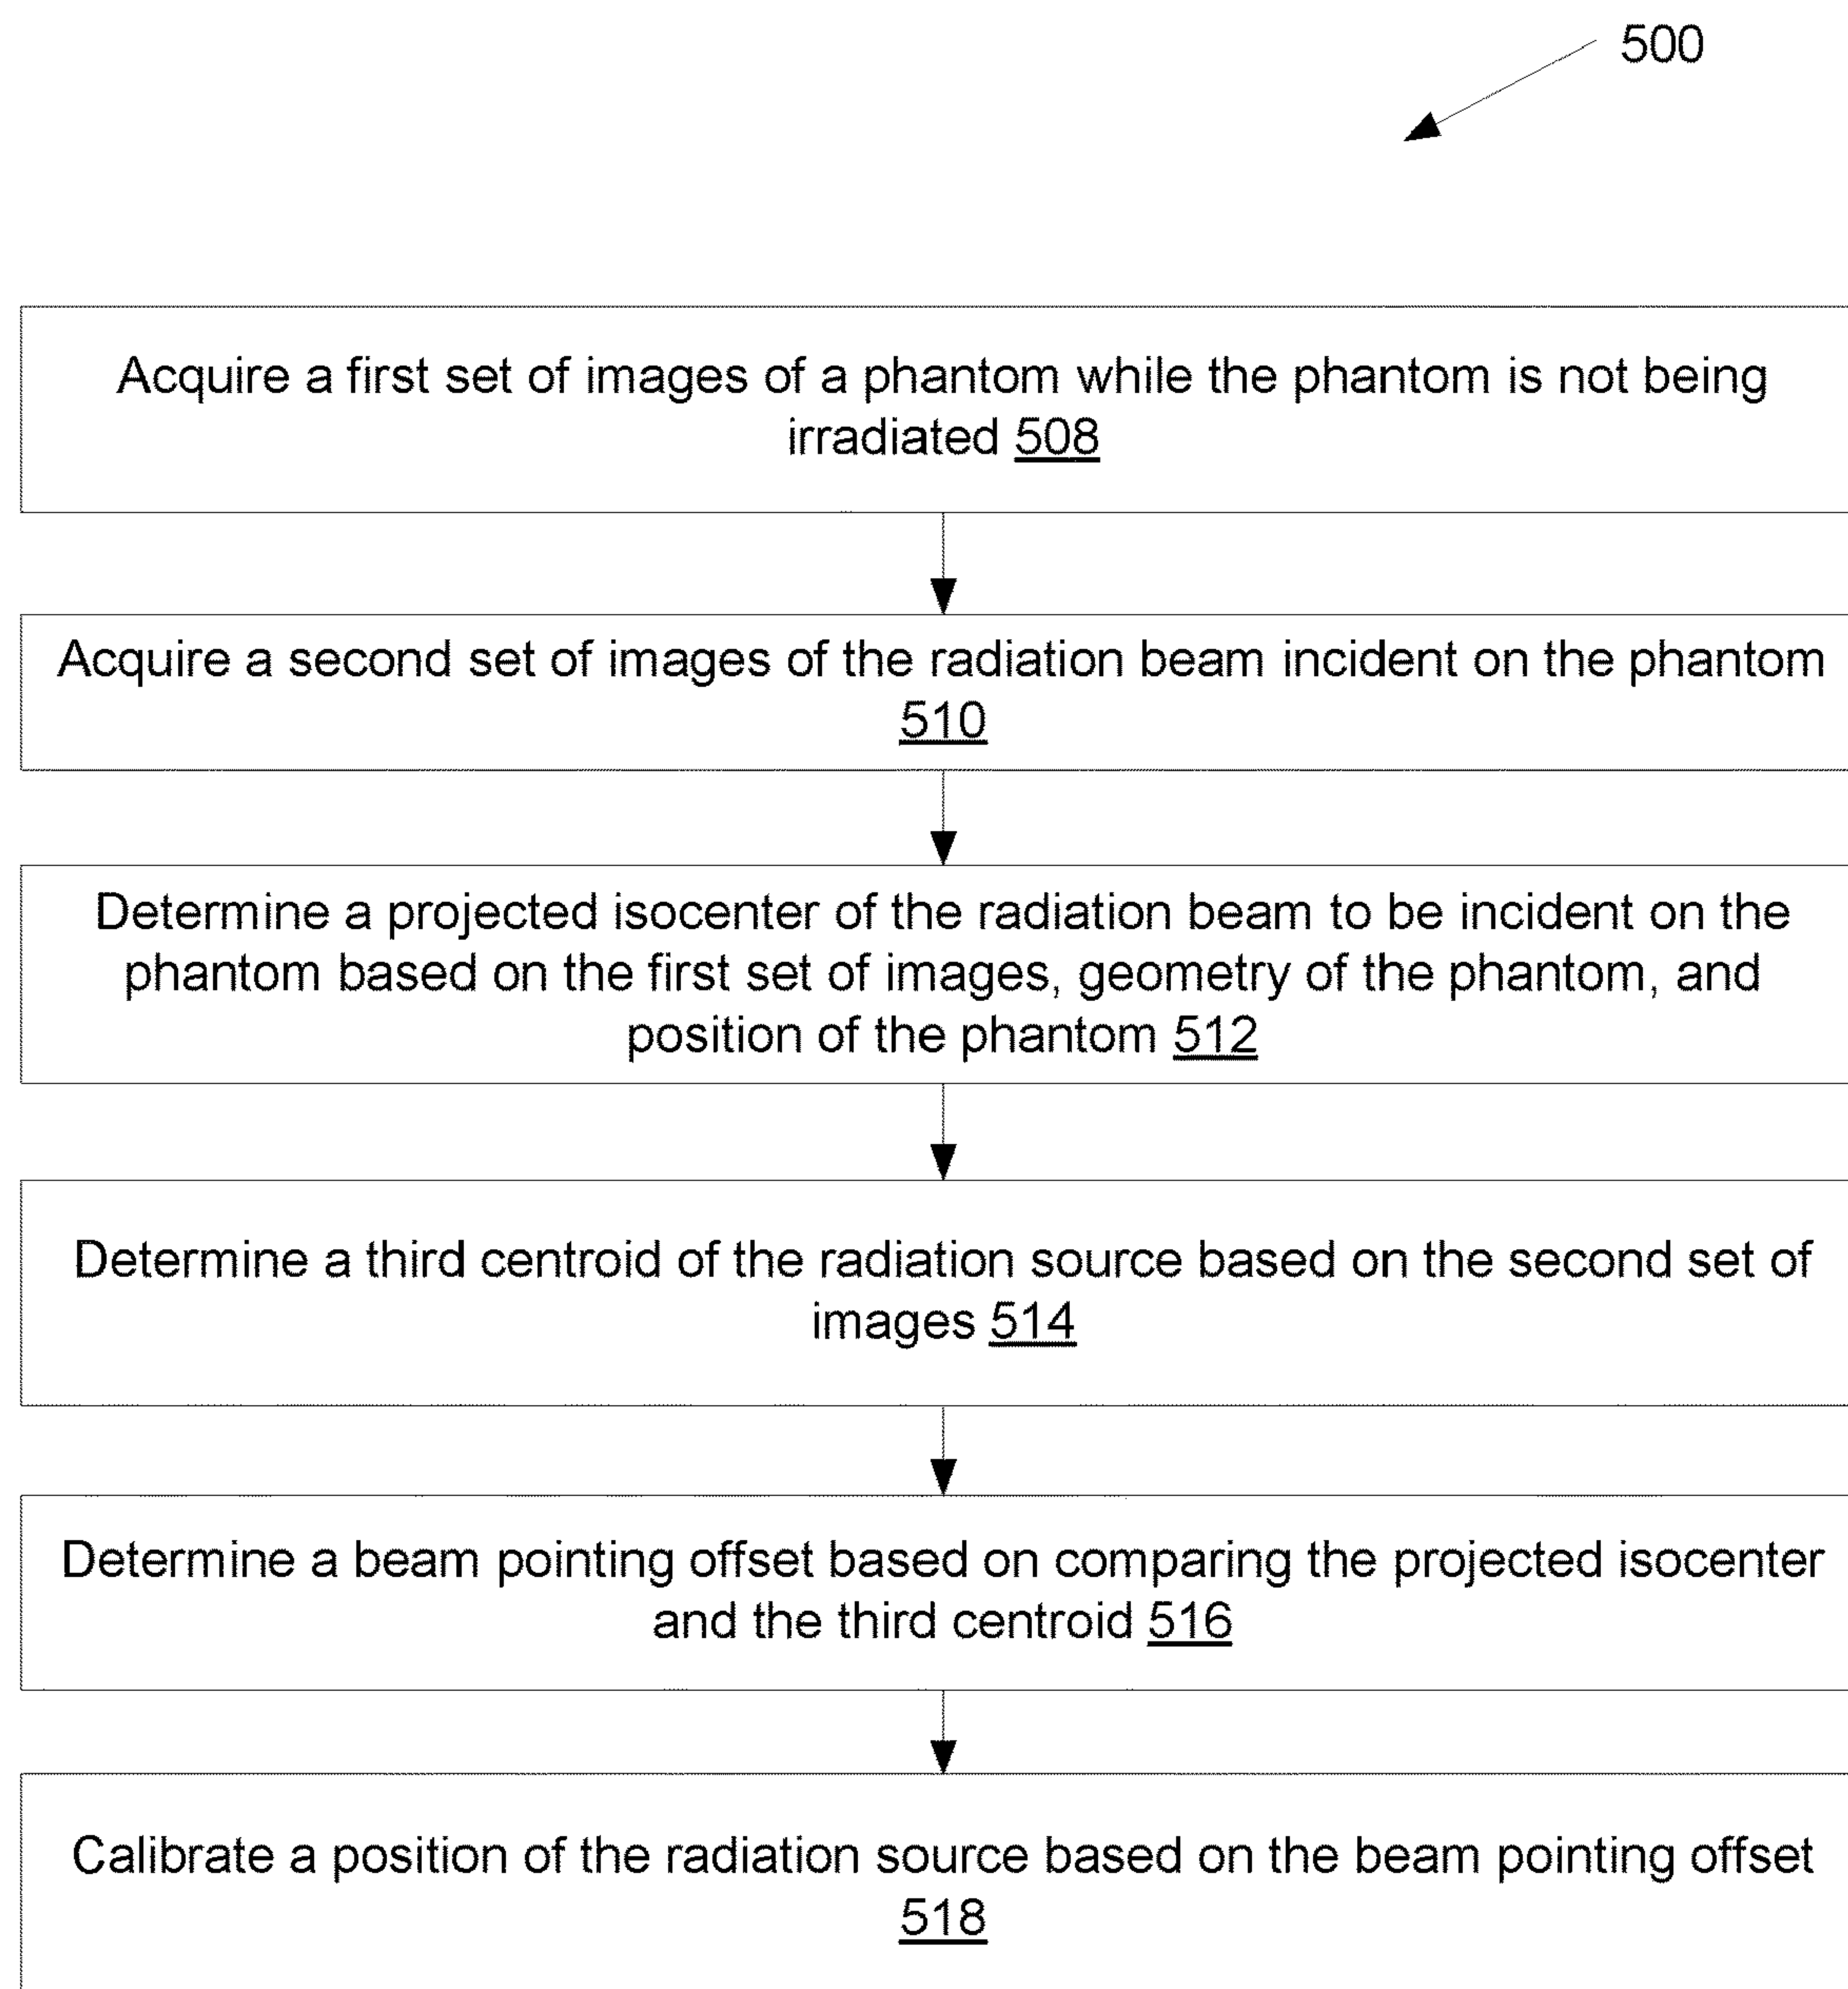 500
Acquire a first set of images of a phantom while the phantom is not being
irradiated 508
Acquire a second set of images of the radiation beam incident on the phantom
510
Determine a projected isocenter of the radiation beam to be incident on the
phantom based on the first set of images, geometry of the phantom, and
position of the phantom 512
Determine a third centroid of the radiation source based on the second set of
images 514
Determine a beam pointing offset based on comparing the projected isocenter
and the third centroid 516
Calibrate a position of the radiation source based on the beam pointing offset
518